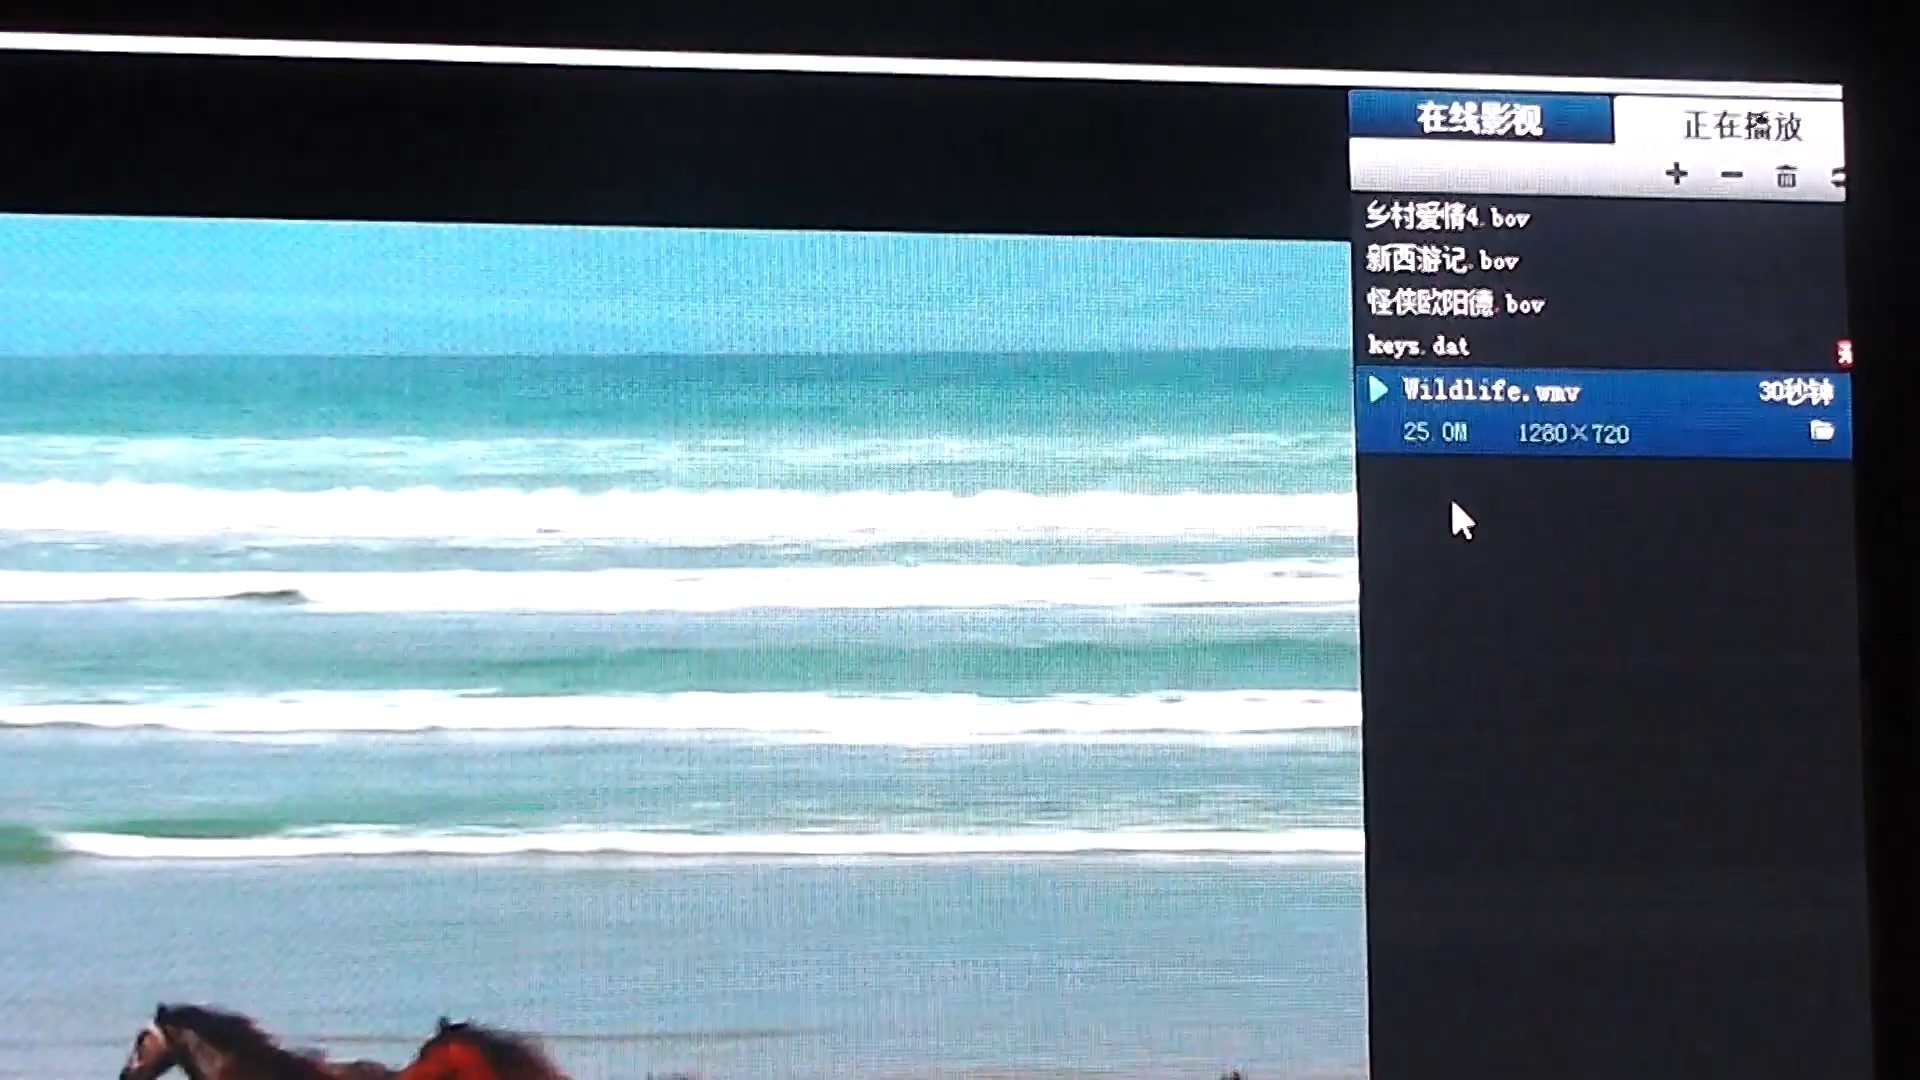 在线影视
正在播放
乡村爱情4.bov
新西游记.bov
怪侠欧阳德.bov
keys.dat
Wildlife.wmv 30秒钟
25.0M 1280×720